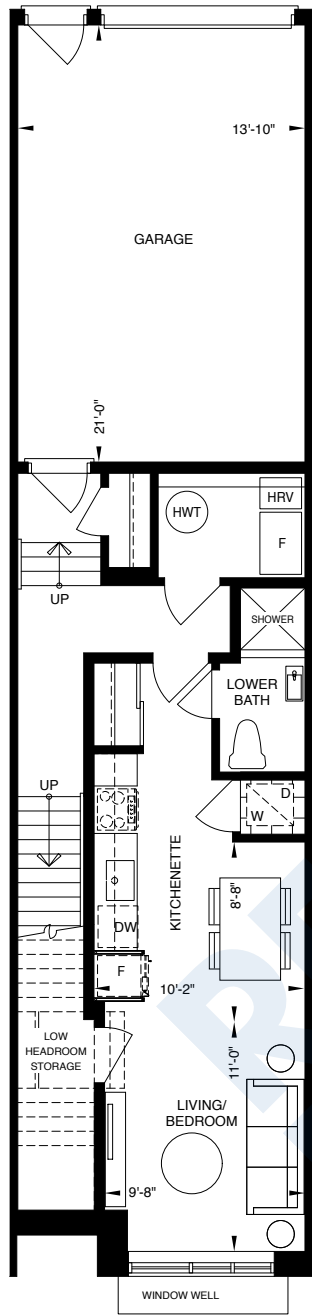 13'-10"
GARAGE
21'-0"
HRV
HWT
F
UP
SHOWER
LOWER
BATH
UP
D
W
KITCHENETTE
8'-8"
DW
F
10'-2"
LOW
HEADROOM
STORAGE
11'-0"
LIVING/
BEDROOM
9'-8"
WINDOW WELL